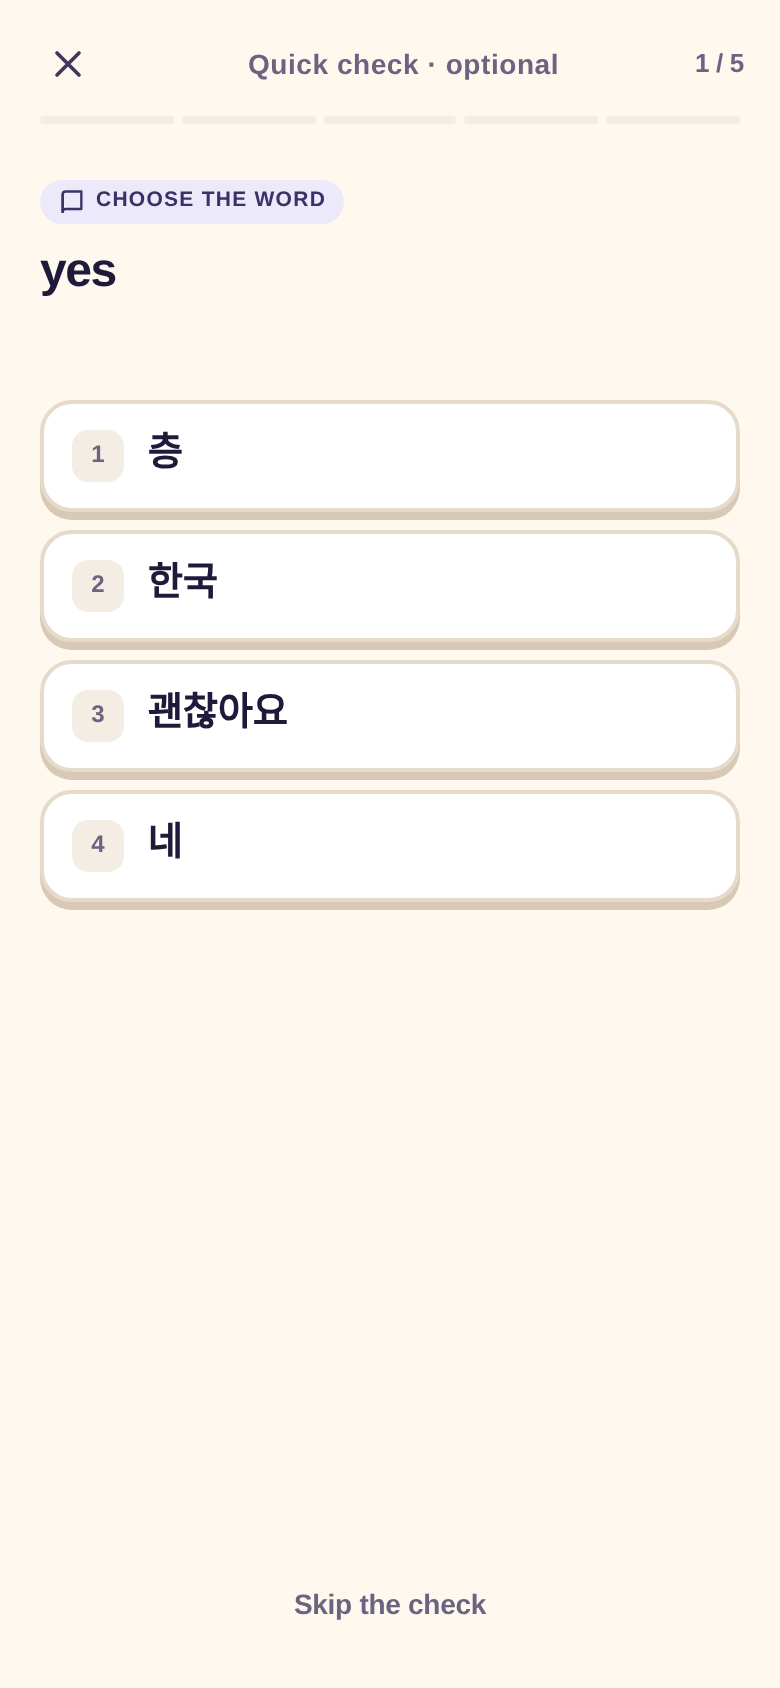 Quick check · optional
1 / 5
CHOOSE THE WORD
yes
1 층
2 한국
3 괜찮아요
4 네
Skip the check